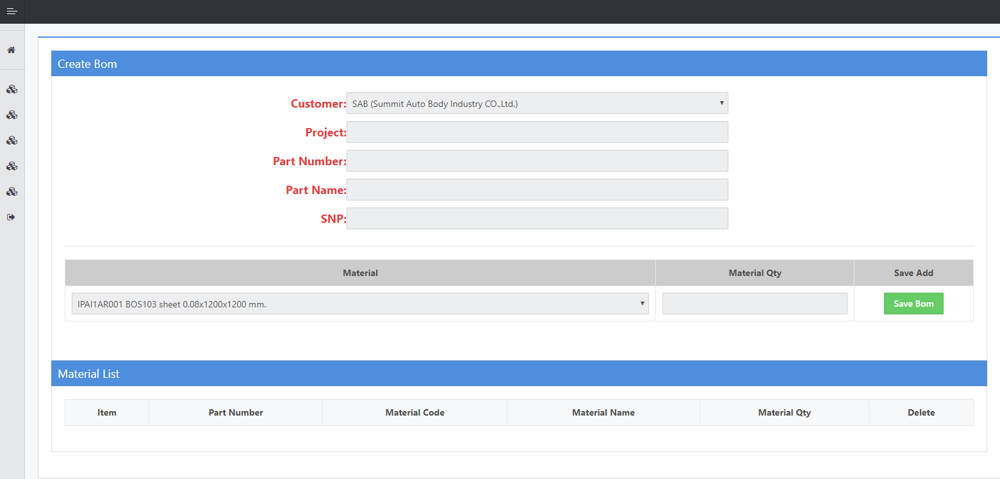 Create Bom
Customer: SAB (Summit Auto Body Industry CO.,Ltd.)
Project:
Part Number:
Part Name:
SNP:
Material Material Qty Save Add
IPAI1AR001 BOS103 sheet 0.08x1200x1200 mm. Save Bom
Material List
Item Part Number Material Code Material Name Material Qty Delete